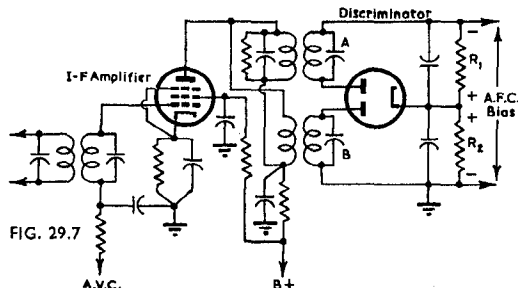 Discriminator
I-F Amplifier
A
B
−
R₁
+
+
A.F.C.
Bias
R₂
−
FIG. 29.7
A.V.C.
B+